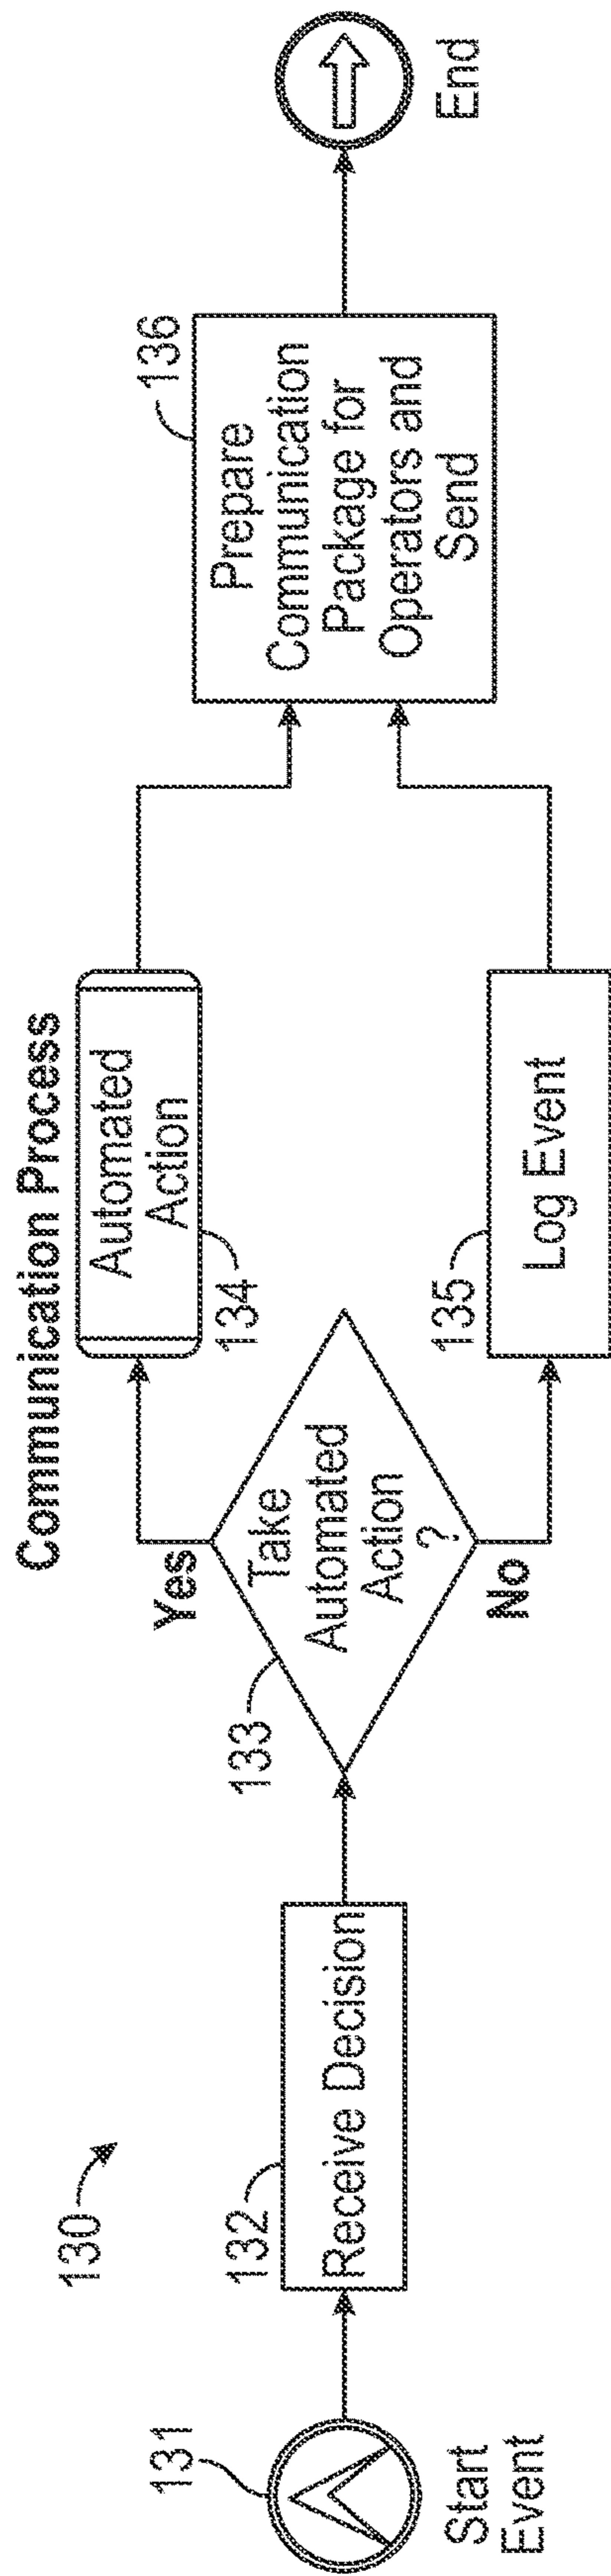 Communication Process
130
131
Start
Event
132
Receive Decision
133
Take
Automated
Action
?
Yes
134
Automated
Action
No
135
Log Event
136
Prepare
Communication
Package for
Operators and
Send
End